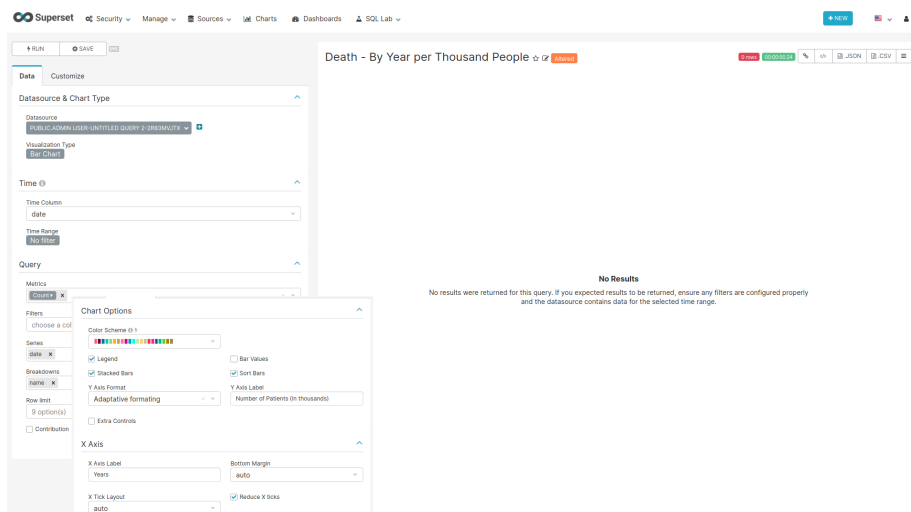 Superset Security Manage Sources Charts Dashboards SQL Lab + NEW
RUN SAVE
Death - By Year per Thousand People Altered 0 rows 00:00:00.24 </> .JSON .CSV
Data Customize
Datasource & Chart Type
Datasource
PUBLIC.ADMIN USER-UNTITLED QUERY 2-2R83MVJTX
Visualization Type
Bar Chart
Time
Time Column
date
Time Range
No filter
Query
Metrics
Count x
Filters
choose a col
Series
date x
Breakdowns
name x
Row limit
9 option(s)
Contribution
Chart Options
Color Scheme
Legend Bar Values
Stacked Bars Sort Bars
Y Axis Format Y Axis Label
Adaptative formating Number of Patients (in thousands)
Extra Controls
X Axis
X Axis Label Bottom Margin
Years auto
X Tick Layout Reduce X ticks
auto
No Results
No results were returned for this query. If you expected results to be returned, ensure any filters are configured properly
and the datasource contains data for the selected time range.